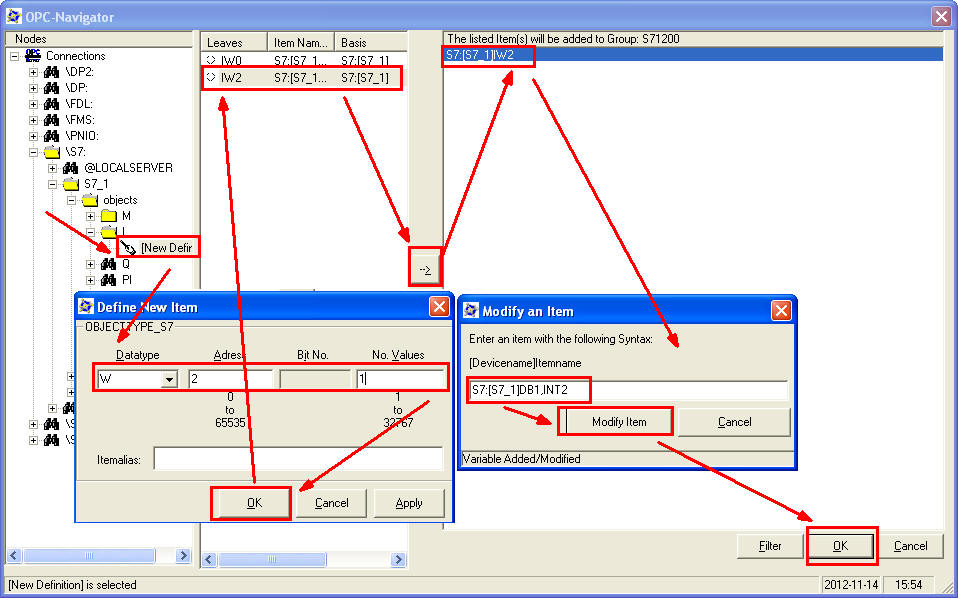 OPC-Navigator
Nodes
Connections
\DP2:
\DP:
\FDL:
\FMS:
\PNIO:
\S7:
@LOCALSERVER
S7_1
objects
M
I
[New Defir
Q
PI
Leaves Item Nam... Basis
IW0 S7:[S7_1... S7:[S7_1]
IW2 S7:[S7_1... S7:[S7_1]
-->
The listed Item(s) will be added to Group: S71200
S7:[S7_1]IW2
Define New Item
OBJECTTYPE_S7
Datatype Adress Bit No. No. Values
W 2 1
0 1
to to
65535 32767
Itemalias:
OK Cancel Apply
Modify an Item
Enter an item with the following Syntax:
[Devicename]Itemname
S7:[S7_1]DB1,INT2
Modify Item Cancel
Variable Added/Modified
Filter OK Cancel
[New Definition] is selected 2012-11-14 15:54